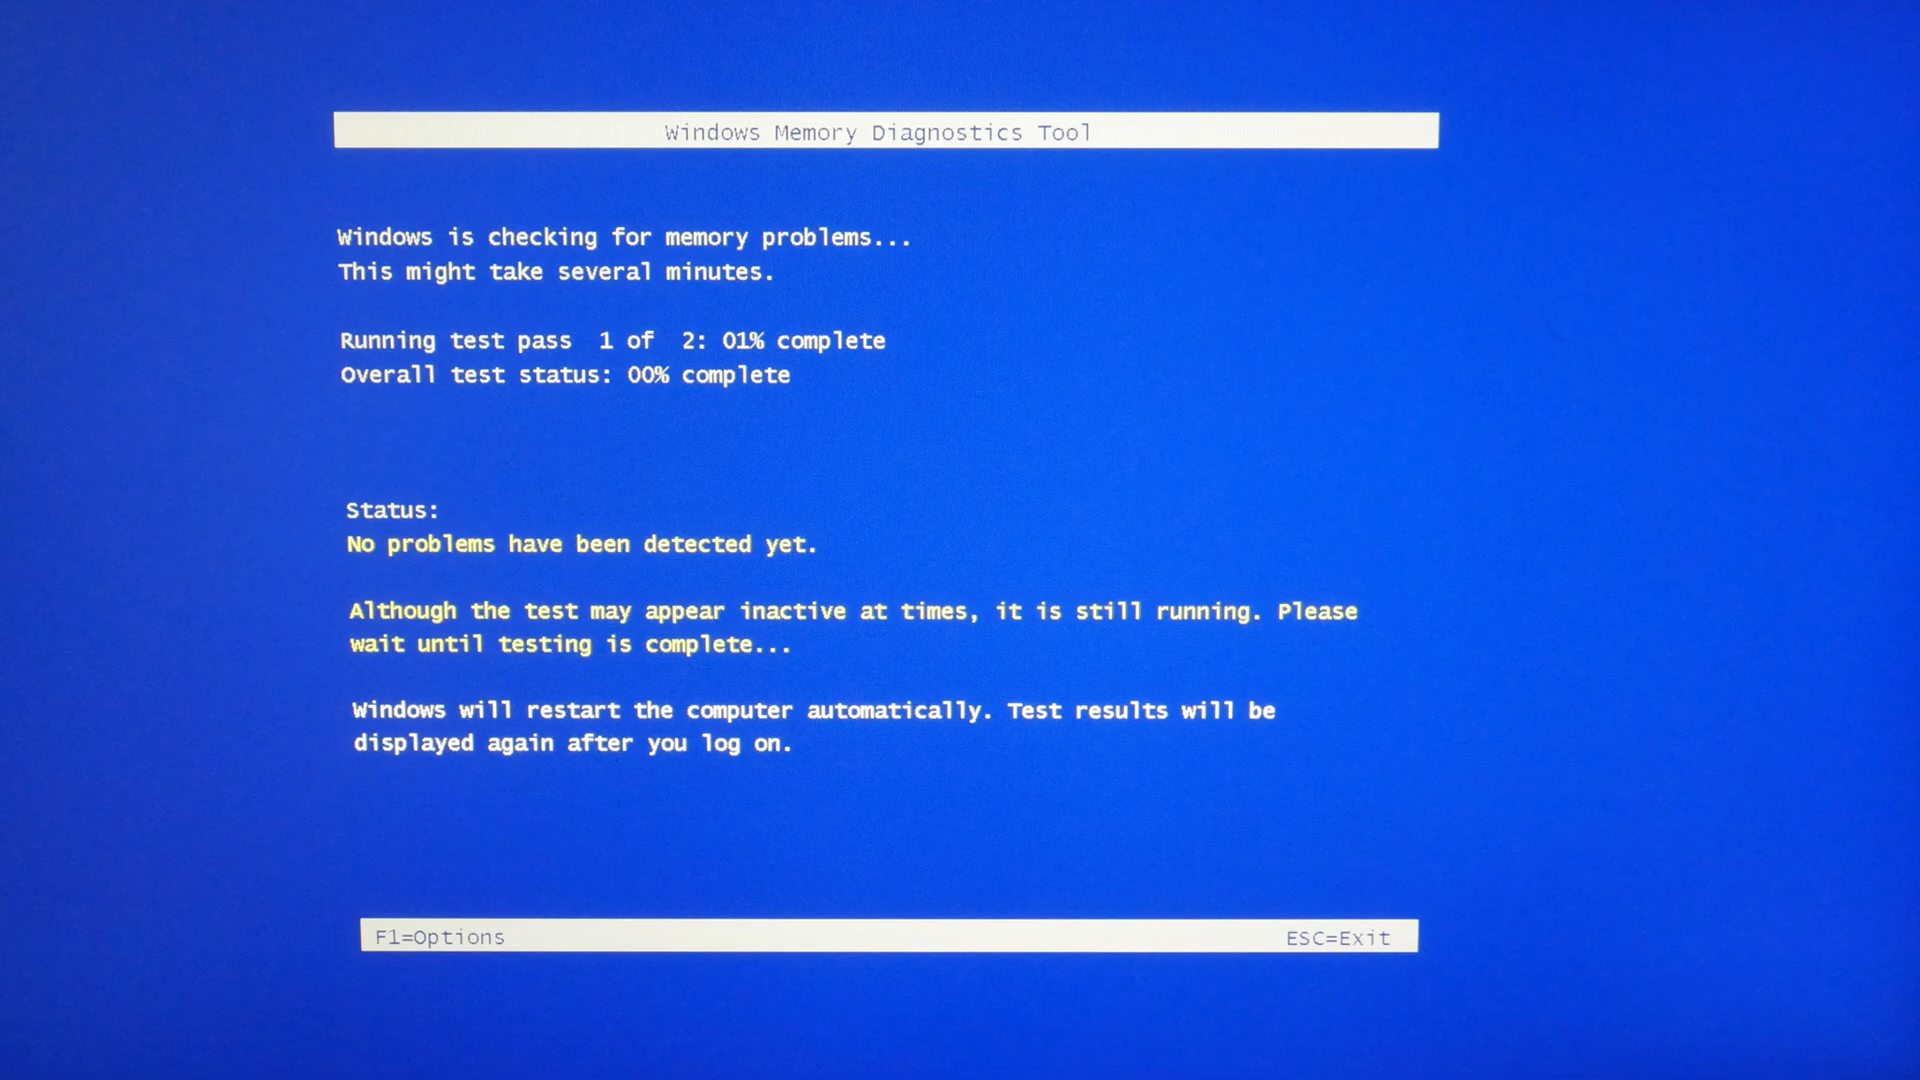 Windows Memory Diagnostics Tool
Windows is checking for memory problems...
This might take several minutes.
Running test pass  1 of  2: 01% complete
Overall test status: 00% complete
Status:
No problems have been detected yet.
Although the test may appear inactive at times, it is still running. Please
wait until testing is complete...
Windows will restart the computer automatically. Test results will be
displayed again after you log on.
F1=Options ESC=Exit